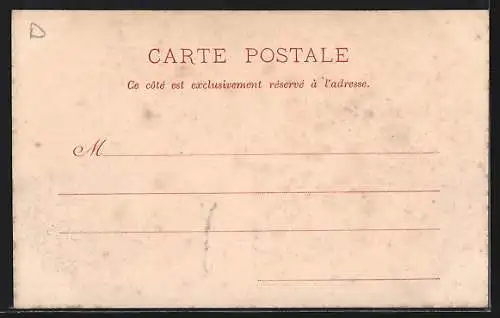 D
CARTE POSTALE
Ce côté est exclusivement réservé à l'adresse.
M